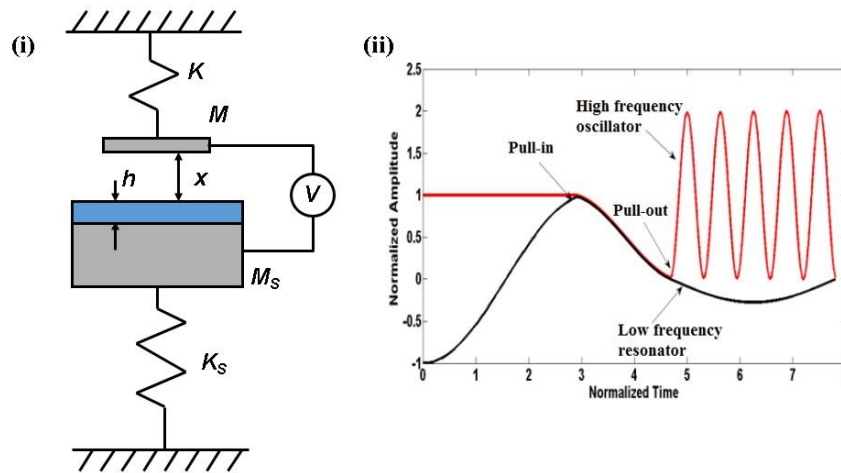 (i)
K
M
h
x
V
M_S
K_S
(ii)
2.5
2
1.5
1
0.5
0
-0.5
-1
Normalized Amplitude
High frequency
oscillator
Pull-in
Pull-out
Low frequency
resonator
0 1 2 3 4 5 6 7
Normalized Time